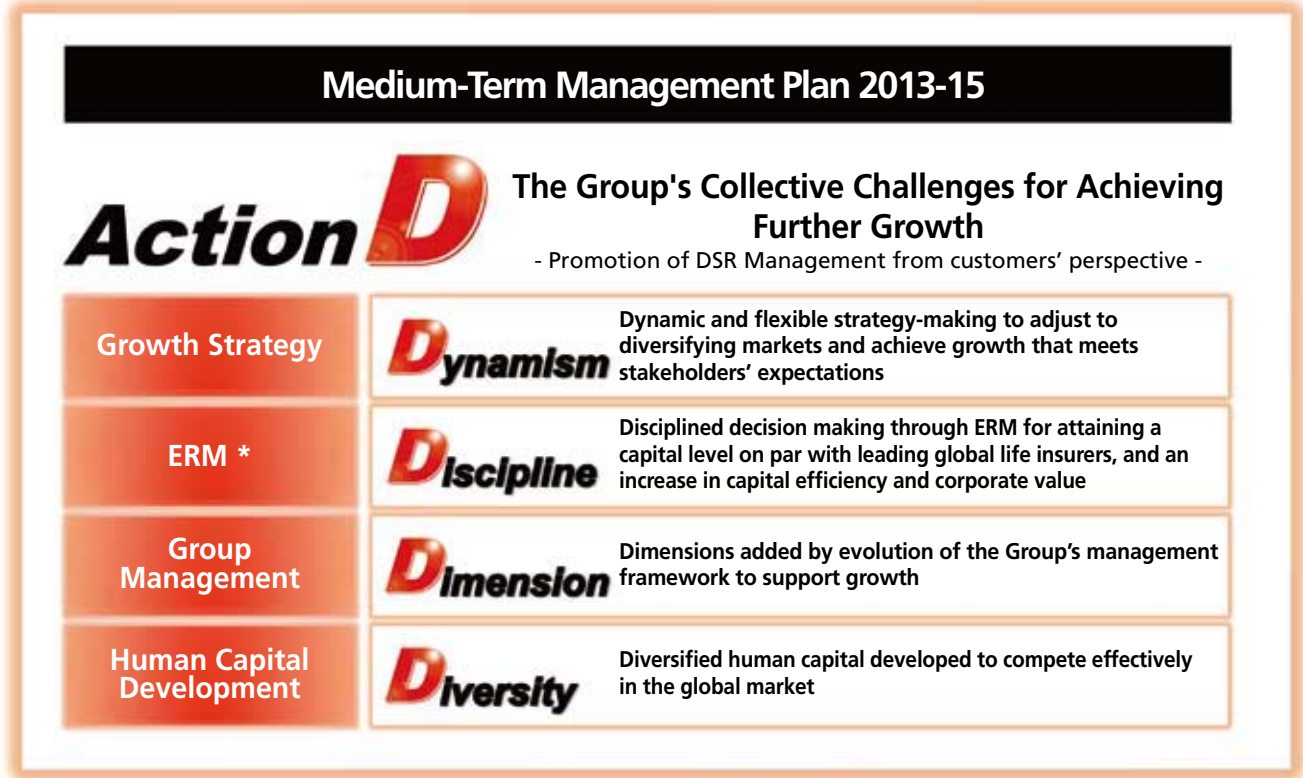 Medium-Term Management Plan 2013-15
Action D
The Group's Collective Challenges for Achieving
Further Growth
- Promotion of DSR Management from customers’ perspective -
Growth Strategy
Dynamism
Dynamic and flexible strategy-making to adjust to
diversifying markets and achieve growth that meets
stakeholders’ expectations
ERM *
Discipline
Disciplined decision making through ERM for attaining a
capital level on par with leading global life insurers, and an
increase in capital efficiency and corporate value
Group
Management
Dimension
Dimensions added by evolution of the Group’s management
framework to support growth
Human Capital
Development
Diversity
Diversified human capital developed to compete effectively
in the global market